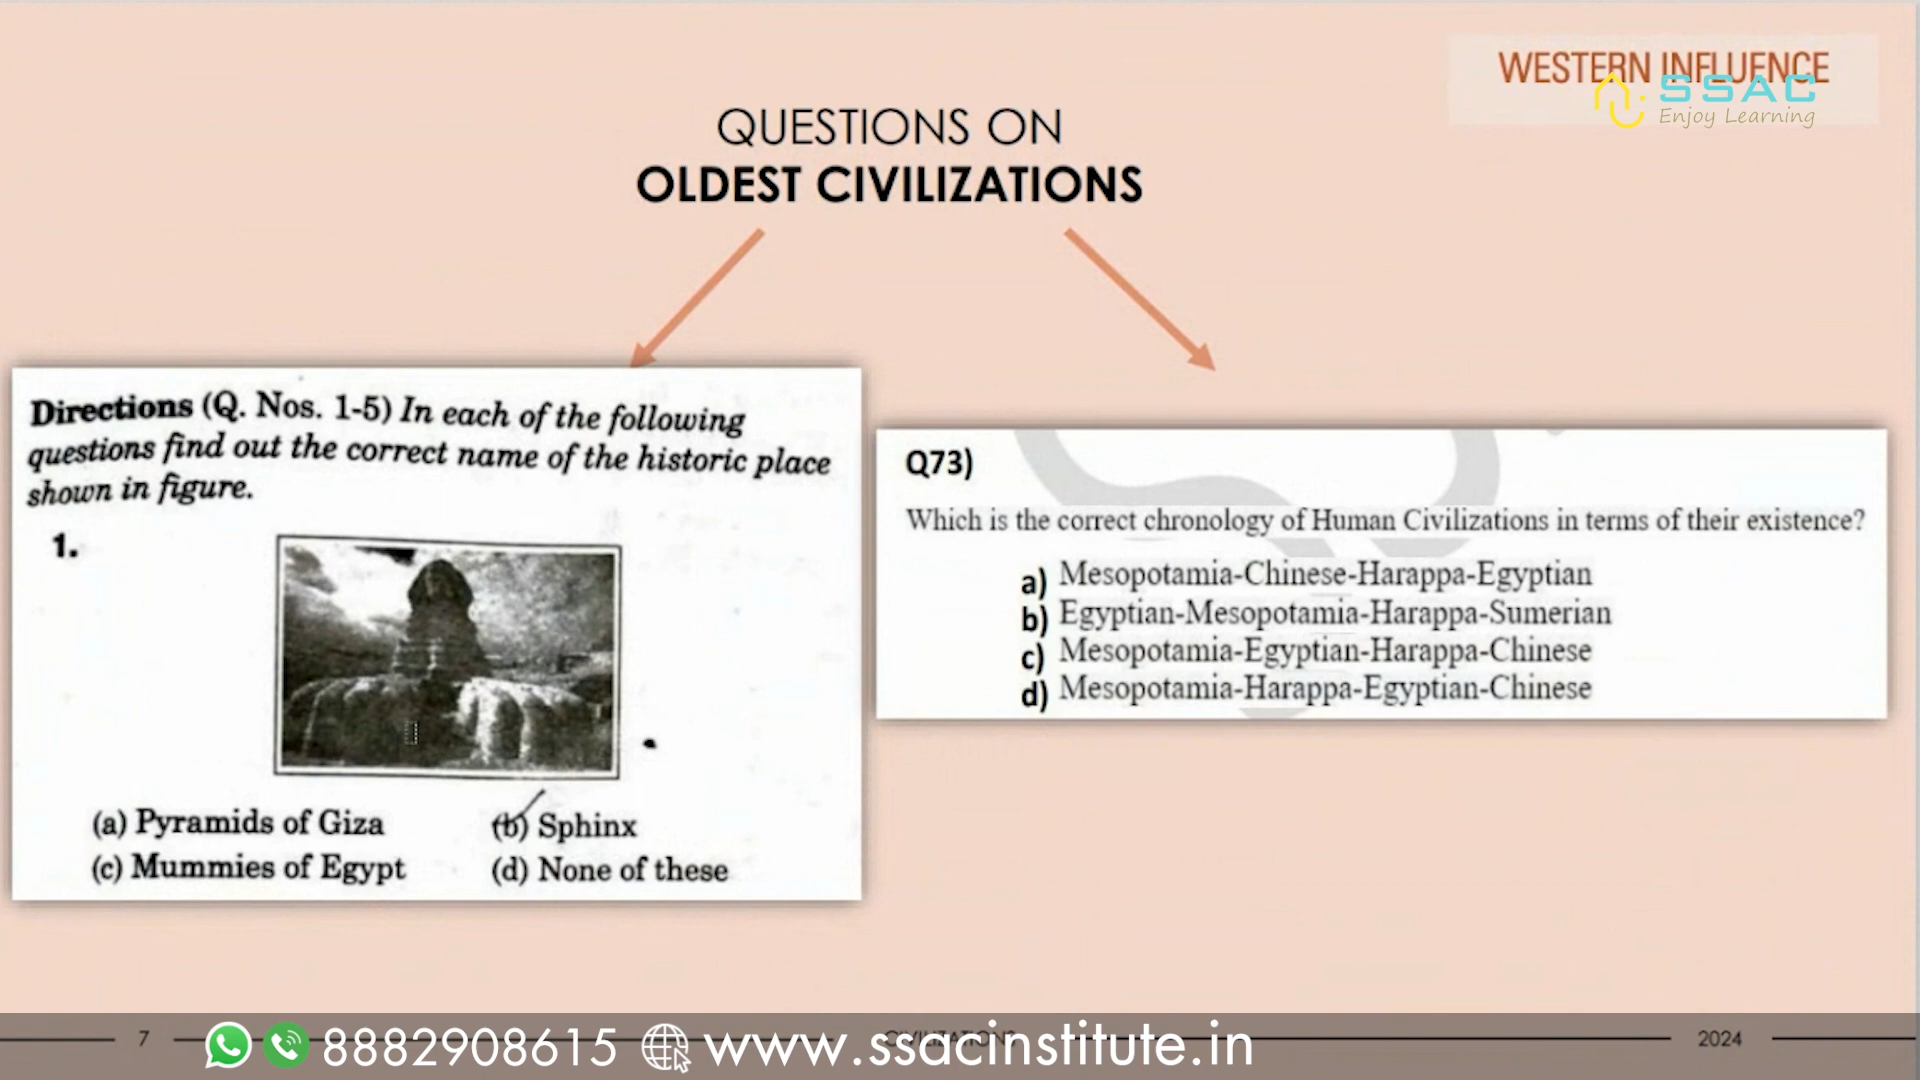 WESTERN INFLUENCE
SSAC
Enjoy Learning
QUESTIONS ON
OLDEST CIVILIZATIONS
Directions (Q. Nos. 1-5) In each of the following
questions find out the correct name of the historic place
shown in figure.
1.
(a) Pyramids of Giza (b) Sphinx
(c) Mummies of Egypt (d) None of these
Q73)
Which is the correct chronology of Human Civilizations in terms of their existence?
a) Mesopotamia-Chinese-Harappa-Egyptian
b) Egyptian-Mesopotamia-Harappa-Sumerian
c) Mesopotamia-Egyptian-Harappa-Chinese
d) Mesopotamia-Harappa-Egyptian-Chinese
7 8882908615 www.ssacinstitute.in 2024